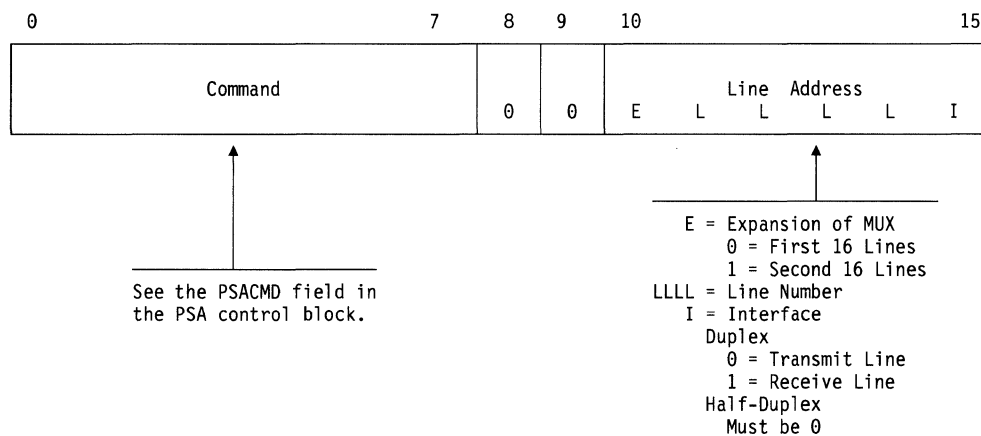 0 7 8 9 10 15
Command Line Address
0 0 E L L L L I
See the PSACMD field in
the PSA control block.
E = Expansion of MUX
0 = First 16 Lines
1 = Second 16 Lines
LLLL = Line Number
I = Interface
Duplex
0 = Transmit Line
1 = Receive Line
Half-Duplex
Must be 0